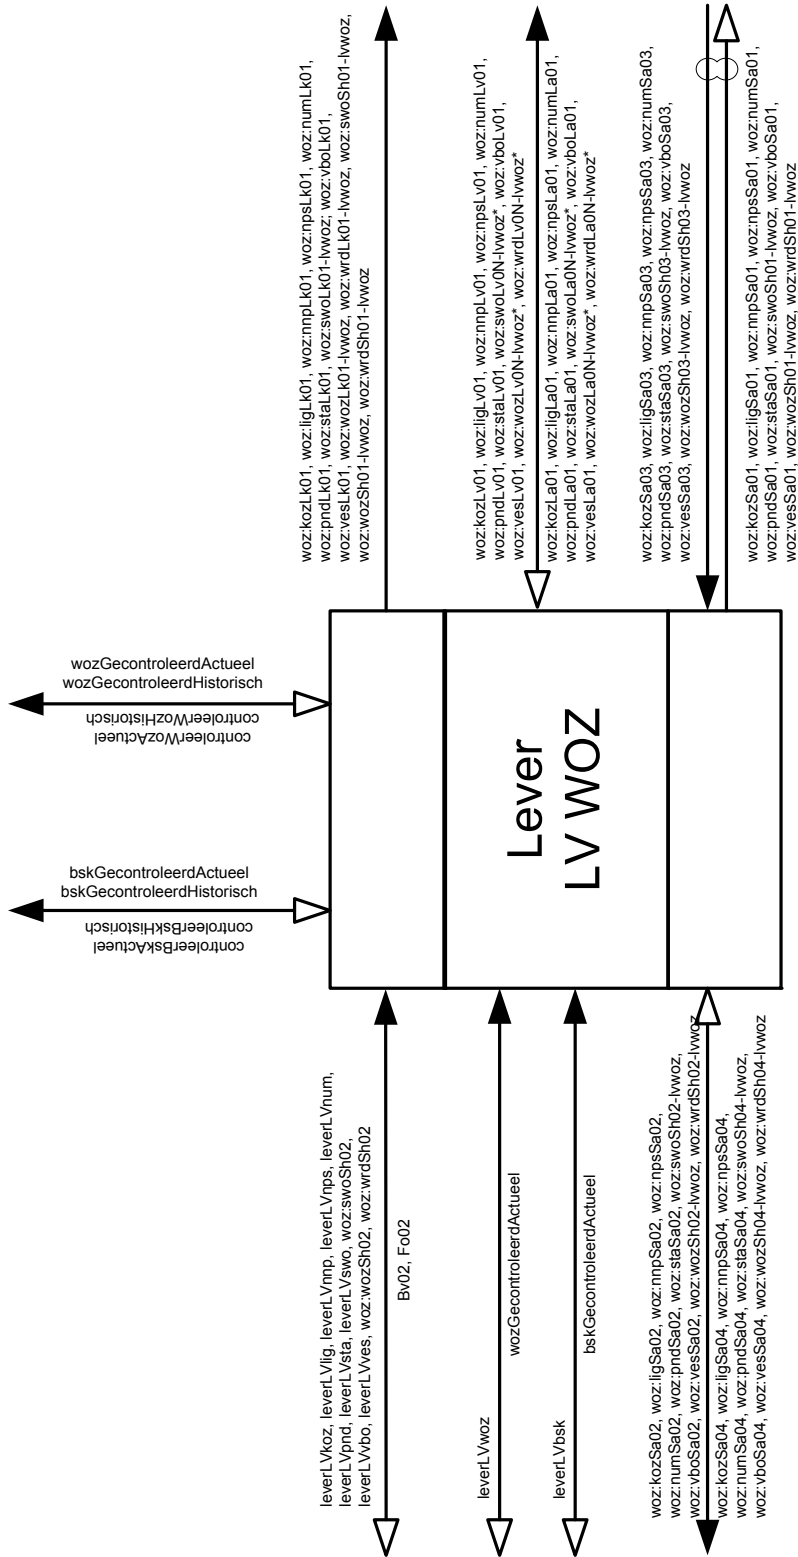 woz:kozLk01, woz:ligLk01, woz:nnpLk01, woz:npsLk01, woz:numLk01,
woz:pndLk01, woz:staLk01, woz:swoLk01-lvwoz; woz:vboLk01,
woz:vesLk01, woz:wozLk01-lvwoz, woz:wrdLk01-lvwoz, woz:swoSh01-lvwoz,
woz:wozSh01-lvwoz, woz:wrdSh01-lvwoz
woz:kozLv01, woz:ligLv01, woz:nnpLv01, woz:npsLv01, woz:numLv01,
woz:pndLv01, woz:staLv01, woz:swoLv0N-lvwoz*, woz:vboLv01,
woz:vesLv01, woz:wozLv0N-lvwoz*, woz:wrdLv0N-lvwoz*
woz:kozLa01, woz:ligLa01, woz:nnpLa01, woz:npsLa01, woz:numLa01,
woz:pndLa01, woz:staLa01, woz:swoLa0N-lvwoz*, woz:vboLa01,
woz:vesLa01, woz:wozLa0N-lvwoz*, woz:wrdLa0N-lvwoz*
woz:kozSa03, woz:ligSa03, woz:nnpSa03, woz:npsSa03, woz:numSa03,
woz:pndSa03, woz:staSa03, woz:swoSh03-lvwoz, woz:vboSa03,
woz:vesSa03, woz:wozSh03-lvwoz, woz:wrdSh03-lvwoz
woz:kozSa01, woz:ligSa01, woz:nnpSa01, woz:npsSa01, woz:numSa01,
woz:pndSa01, woz:staSa01, woz:swoSh01-lvwoz, woz:vboSa01,
woz:vesSa01, woz:wozSh01-lvwoz, woz:wrdSh01-lvwoz
wozGecontroleerdActueel
wozGecontroleerdHistorisch
controleerWozActueel
controleerWozHistorisch
bskGecontroleerdActueel
bskGecontroleerdHistorisch
controleerBskActueel
controleerBskHistorisch
Lever
LV WOZ
leverLVkoz, leverLVlig, leverLVnnp, leverLVnps, leverLVnum,
leverLVpnd, leverLVsta, leverLVswo, woz:swoSh02,
leverLVvbo, leverLVves, woz:wozSh02, woz:wrdSh02
Bv02, Fo02
leverLVwoz
wozGecontroleerdActueel
leverLVbsk
bskGecontroleerdActueel
woz:kozSa02, woz:ligSa02, woz:nnpSa02, woz:npsSa02,
woz:numSa02, woz:pndSa02, woz:staSa02, woz:swoSh02-lvwoz,
woz:vboSa02, woz:vesSa02, woz:wozSh02-lvwoz, woz:wrdSh02-lvwoz
woz:kozSa04, woz:ligSa04, woz:nnpSa04, woz:npsSa04,
woz:numSa04, woz:pndSa04, woz:staSa04, woz:swoSh04-lvwoz,
woz:vboSa04, woz:vesSa04, woz:wozSh04-lvwoz, woz:wrdSh04-lvwoz